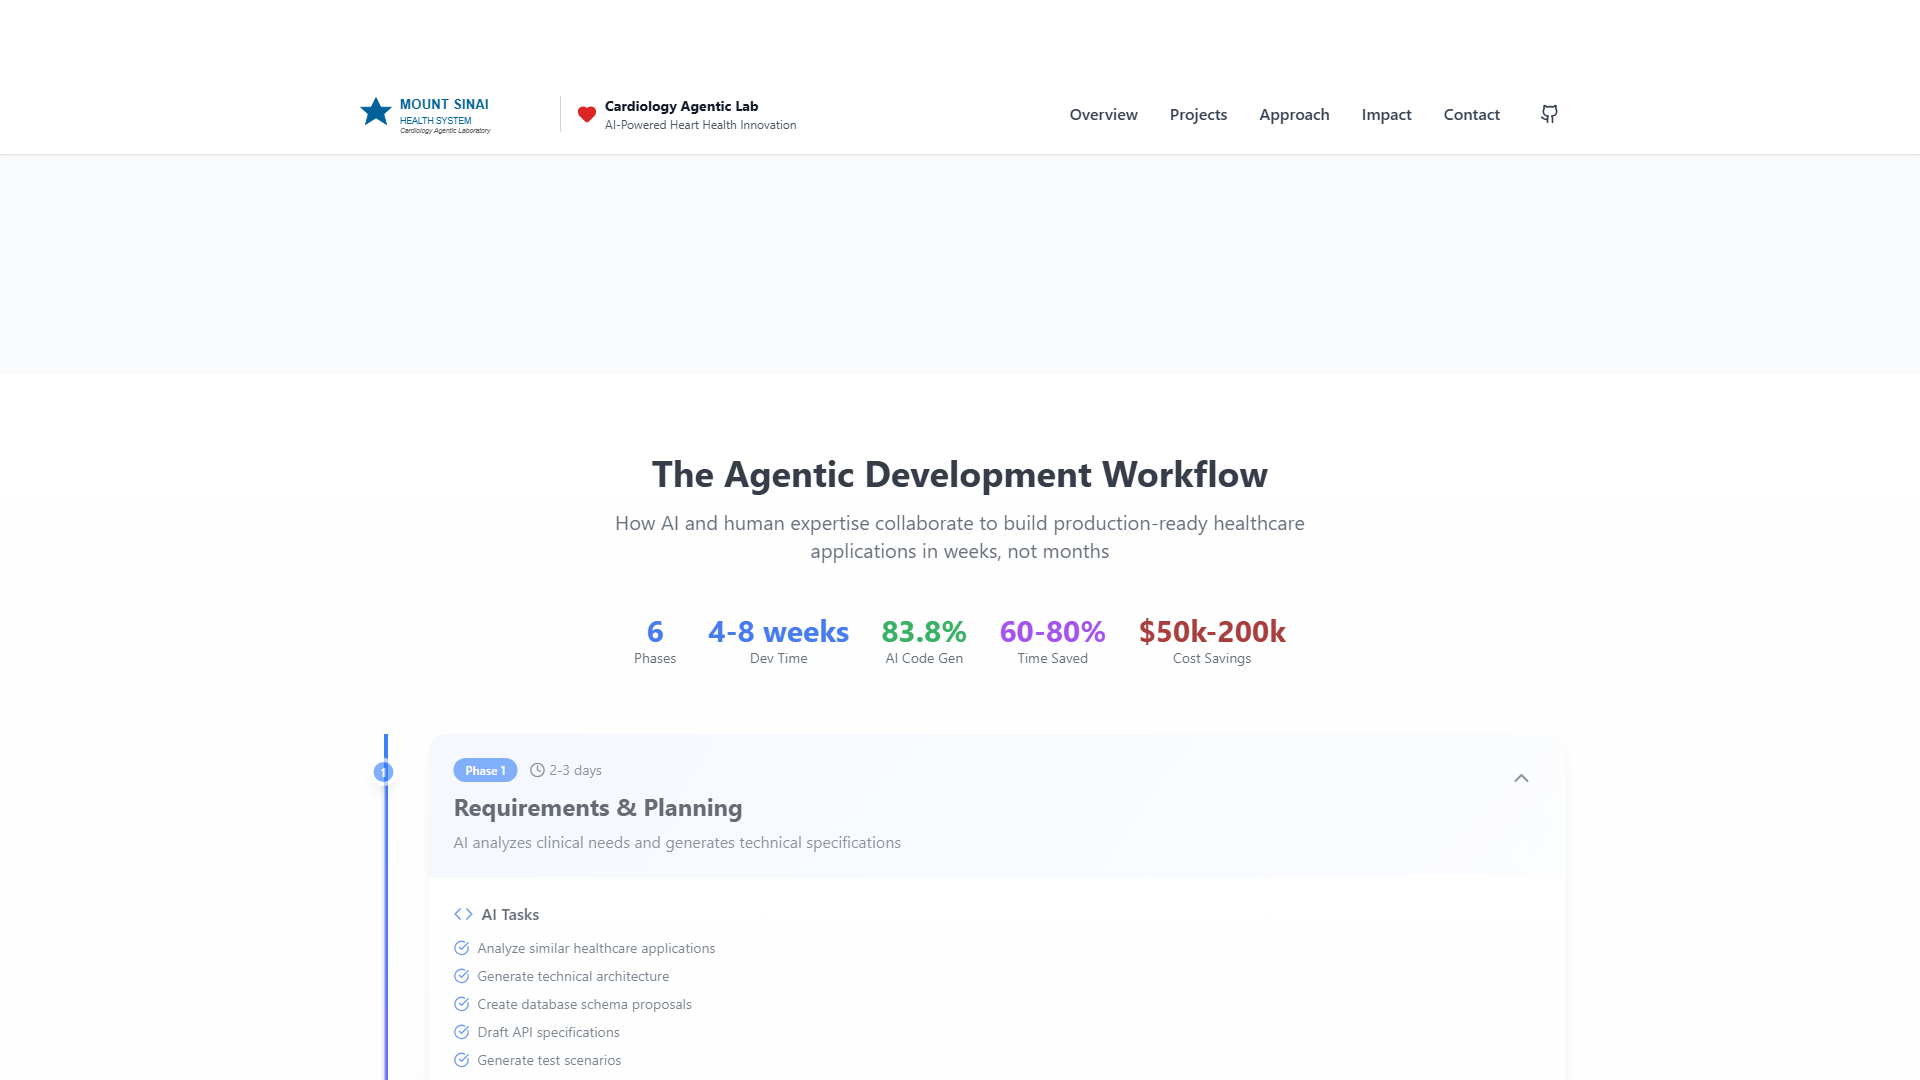 MOUNT SINAI
HEALTH SYSTEM
Cardiology Agentic Laboratory
Cardiology Agentic Lab
AI-Powered Heart Health Innovation
Overview
Projects
Approach
Impact
Contact
The Agentic Development Workflow
How AI and human expertise collaborate to build production-ready healthcare
applications in weeks, not months
6
Phases
4-8 weeks
Dev Time
83.8%
AI Code Gen
60-80%
Time Saved
$50k-200k
Cost Savings
1
Phase 1
2-3 days
Requirements & Planning
AI analyzes clinical needs and generates technical specifications
AI Tasks
Analyze similar healthcare applications
Generate technical architecture
Create database schema proposals
Draft API specifications
Generate test scenarios